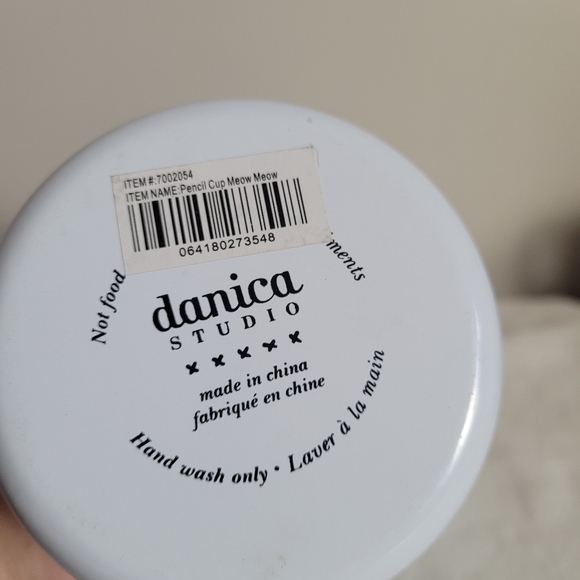 ITEM #:7002054
ITEM NAME:Pencil Cup Meow Meow
064180273548
Not food
ments
danica
STUDIO
made in china
fabriqué en chine
Hand wash only • Laver à la main